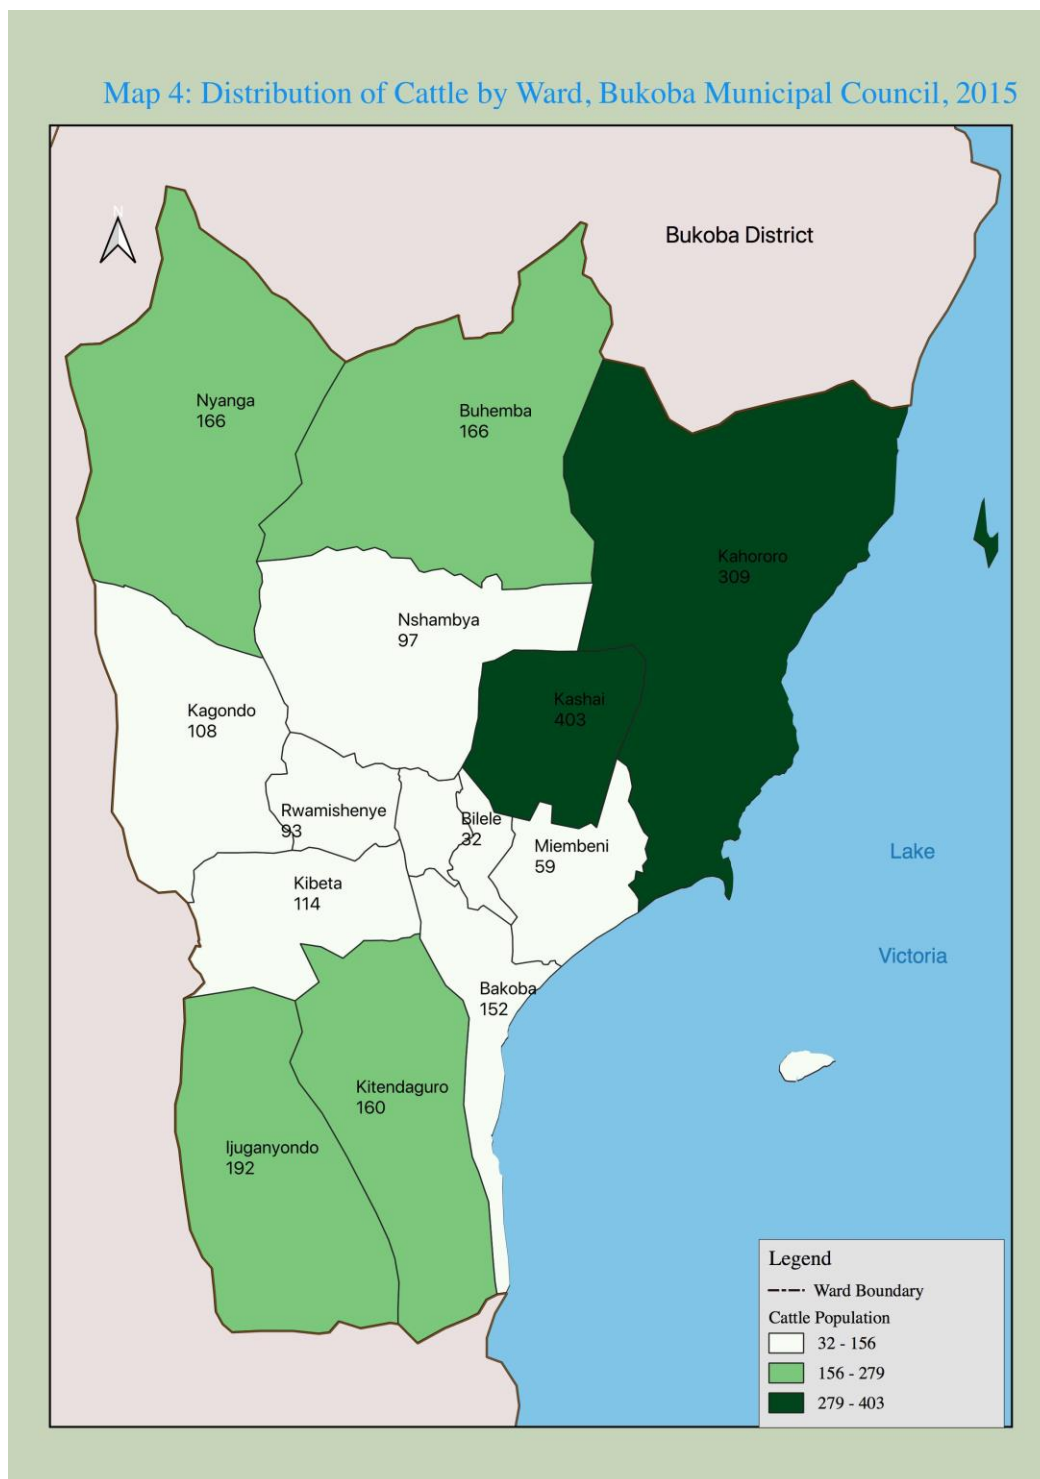 Map 4: Distribution of Cattle by Ward, Bukoba Municipal Council, 2015
N
Bukoba District
Nyanga
166
Buhemba
166
Kahororo
309
Nshambya
97
Kashai
403
Kagondo
108
Rwamishenye
93
Bilele
32
Miembeni
59
Kibeta
114
Lake
Victoria
Bakoba
152
Kitendaguro
160
Ijuganyondo
192
Legend
Ward Boundary
Cattle Population
32 - 156
156 - 279
279 - 403